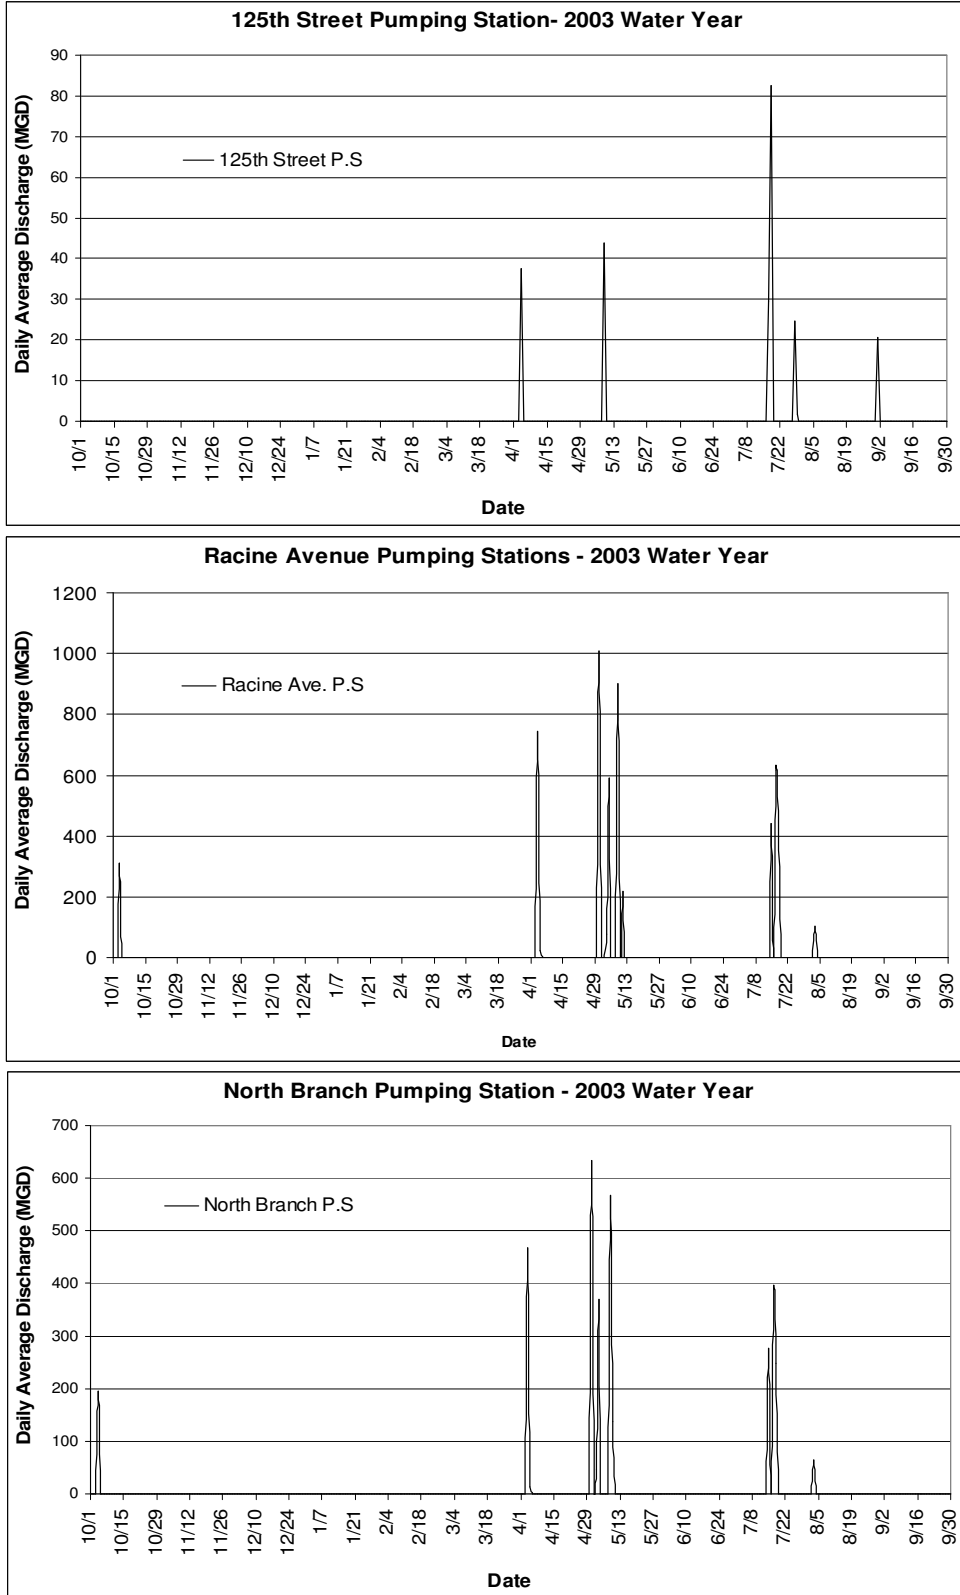 125th Street Pumping Station- 2003 Water Year
Daily Average Discharge (MGD)
90
80
70
60
50
40
30
20
10
0
125th Street P.S
10/1 10/15 10/29 11/12 11/26 12/10 12/24 1/7 1/21 2/4 2/18 3/4 3/18 4/1 4/15 4/29 5/13 5/27 6/10 6/24 7/8 7/22 8/5 8/19 9/2 9/16 9/30
Date
Racine Avenue Pumping Stations - 2003 Water Year
Daily Average Discharge (MGD)
1200
1000
800
600
400
200
0
Racine Ave. P.S
10/1 10/15 10/29 11/12 11/26 12/10 12/24 1/7 1/21 2/4 2/18 3/4 3/18 4/1 4/15 4/29 5/13 5/27 6/10 6/24 7/8 7/22 8/5 8/19 9/2 9/16 9/30
Date
North Branch Pumping Station - 2003 Water Year
Daily Average Discharge (MGD)
700
600
500
400
300
200
100
0
North Branch P.S
10/1 10/15 10/29 11/12 11/26 12/10 12/24 1/7 1/21 2/4 2/18 3/4 3/18 4/1 4/15 4/29 5/13 5/27 6/10 6/24 7/8 7/22 8/5 8/19 9/2 9/16 9/30
Date